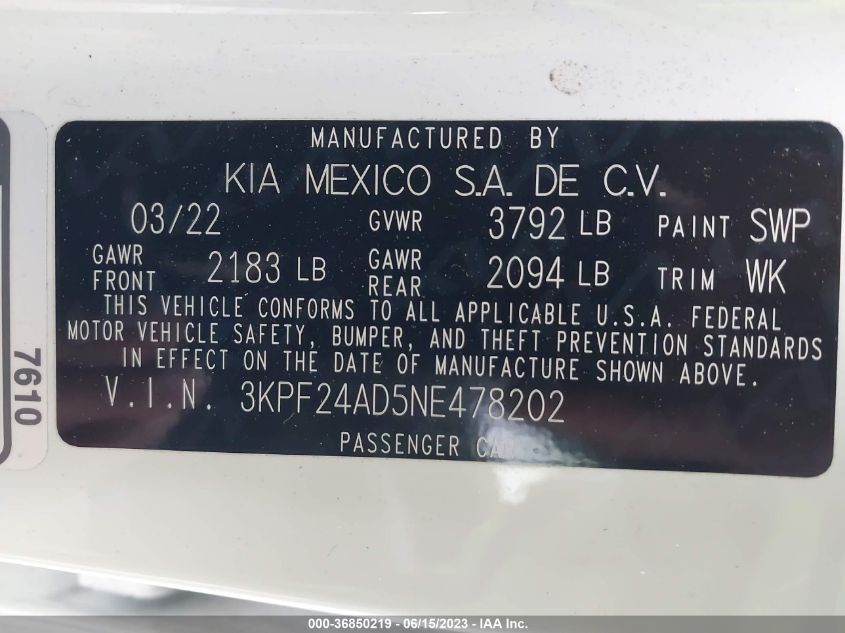 MANUFACTURED BY
KIA MEXICO S.A. DE C.V.
03/22 GVWR 3792 LB PAINT SWP
GAWR FRONT 2183 LB GAWR REAR 2094 LB TRIM WK
THIS VEHICLE CONFORMS TO ALL APPLICABLE U.S.A. FEDERAL
MOTOR VEHICLE SAFETY, BUMPER, AND THEFT PREVENTION STANDARDS
IN EFFECT ON THE DATE OF MANUFACTURE SHOWN ABOVE.
V.I.N. 3KPF24AD5NE478202
PASSENGER CAR
7610
000-36850219 - 06/15/2023 - IAA Inc.